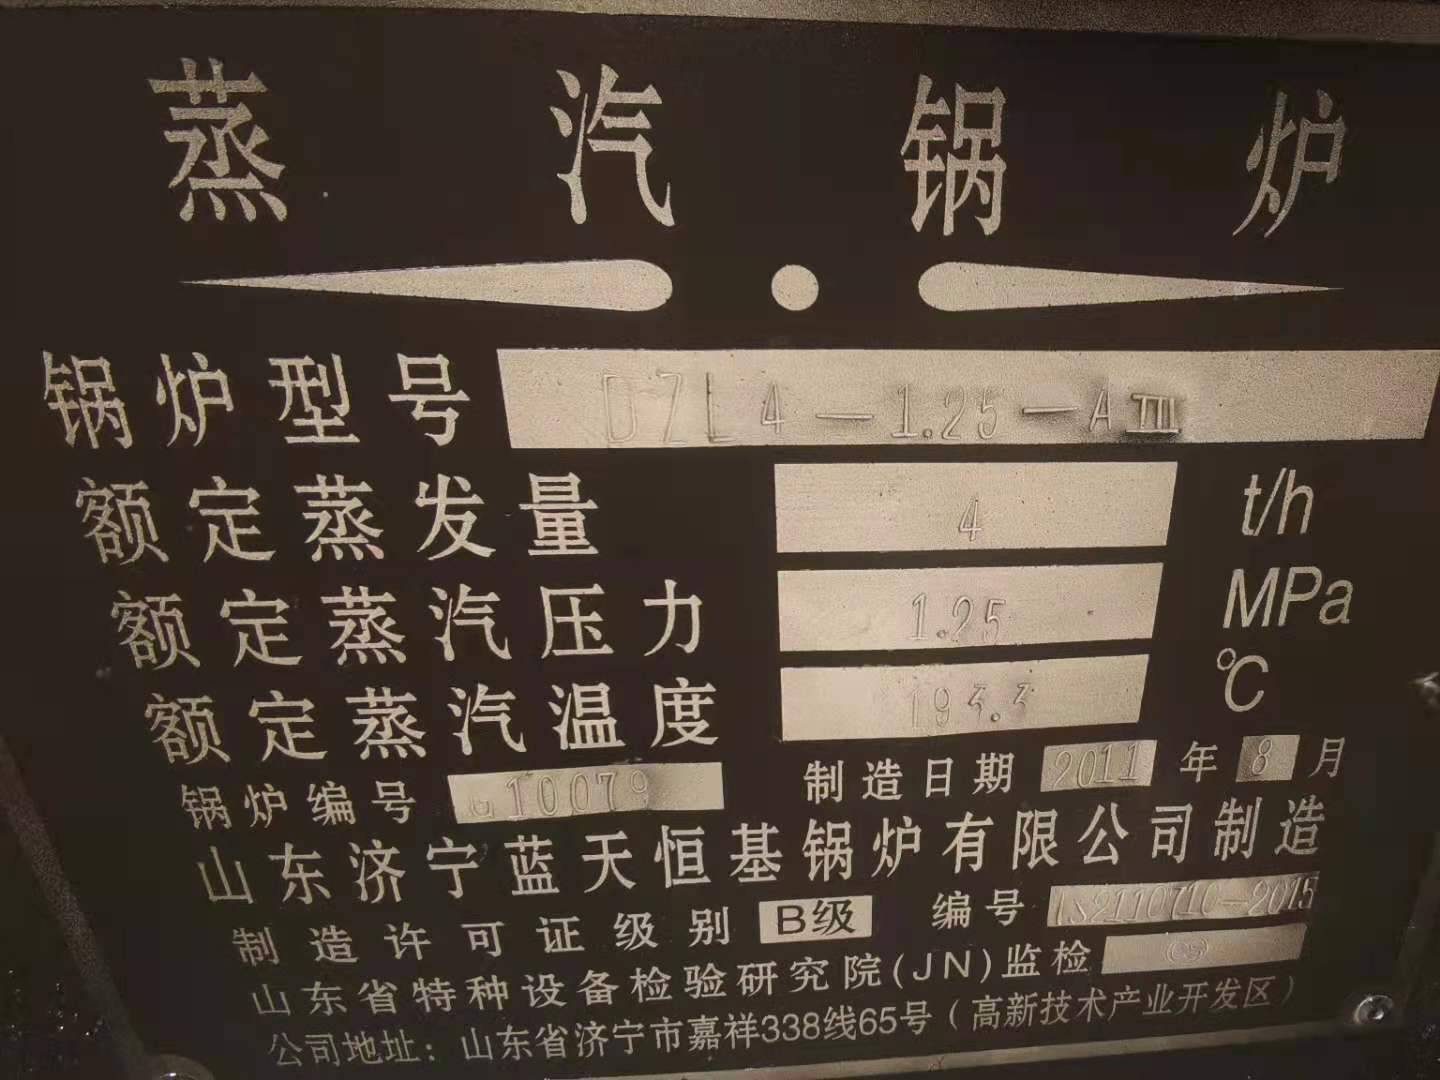 蒸汽锅炉
锅炉型号 DZL4-1.25-AIII
额定蒸发量 4 t/h
额定蒸汽压力 1.25 MPa
额定蒸汽温度 193.3 ℃
锅炉编号 G10079 制造日期 2011 年 8 月
山东济宁蓝天恒基锅炉有限公司制造
制造许可证级别 B级 编号 TS2110710-2015
山东省特种设备检验研究院(JN)监检
公司地址：山东省济宁市嘉祥338线65号（高新技术产业开发区）